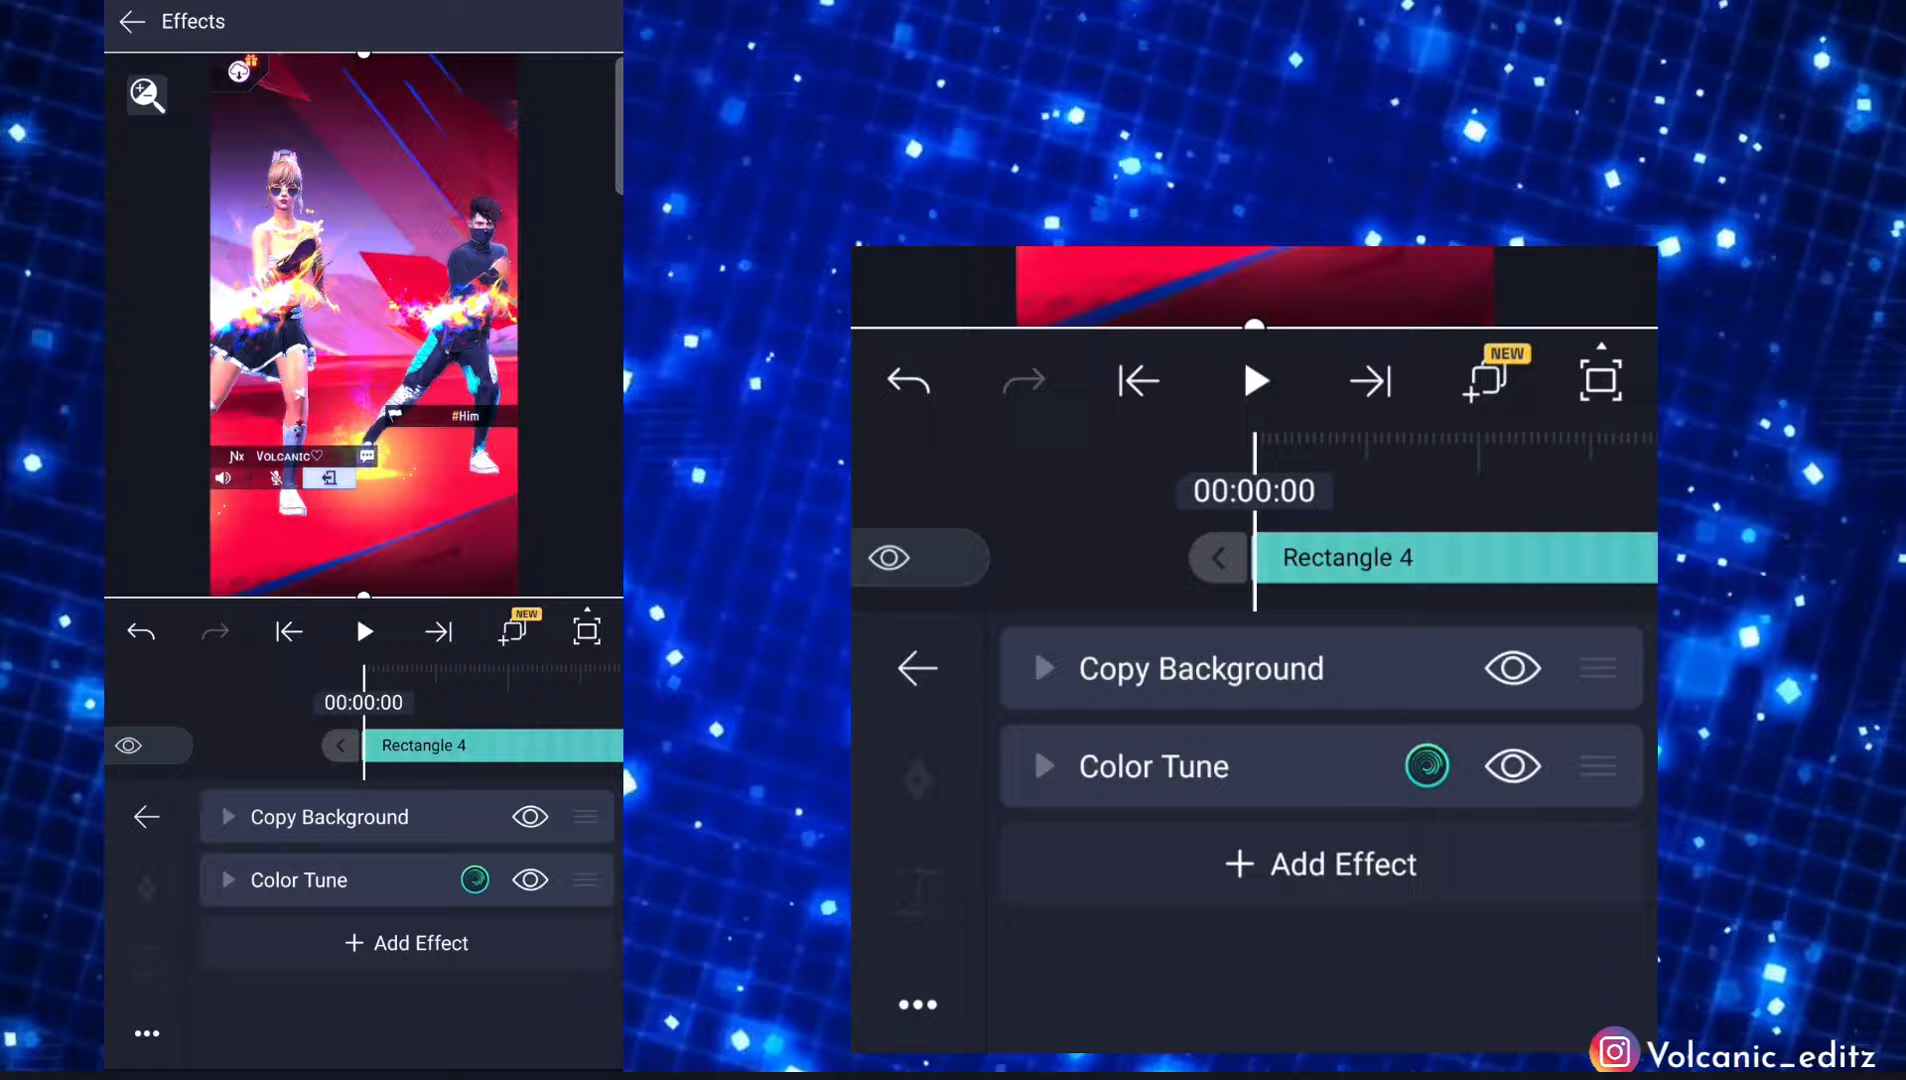 Effects
#Him
Nx VOLCANIC♡
NEW
00:00:00
Rectangle 4
Copy Background
Color Tune
+ Add Effect
NEW
00:00:00
Rectangle 4
Copy Background
Color Tune
+ Add Effect
Volcanic_editz